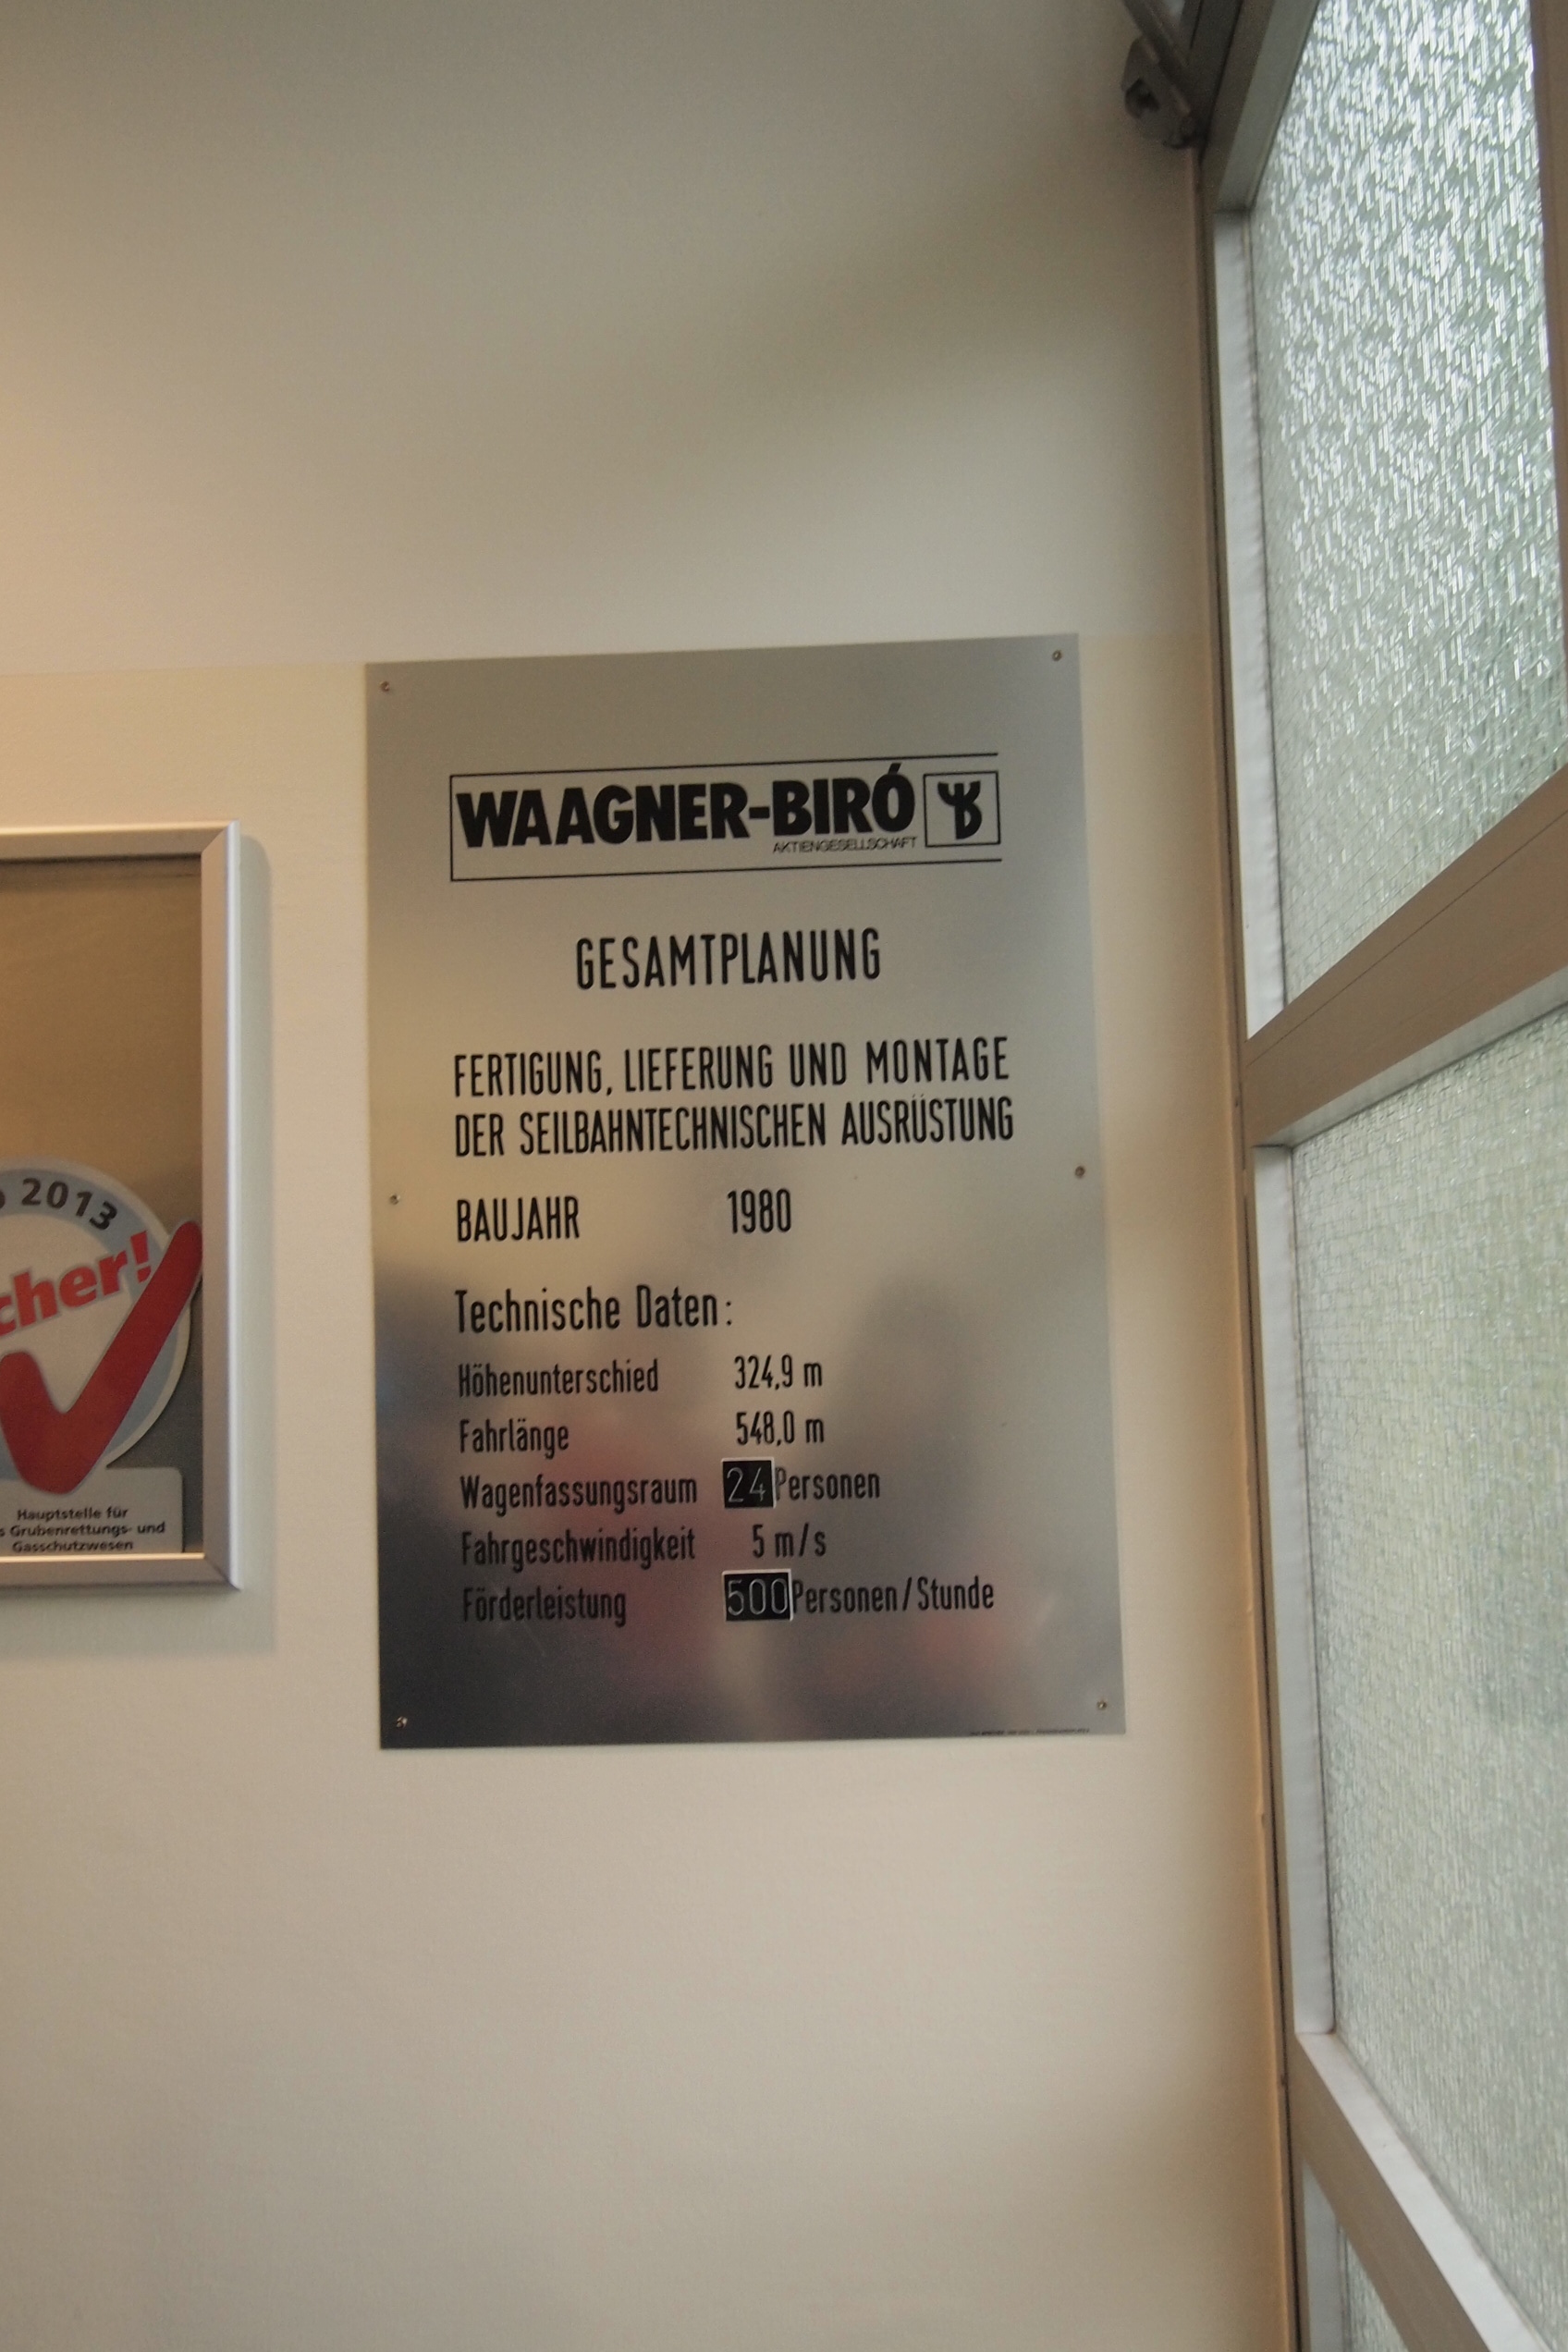 WAAGNER-BIRÓ
AKTIENGESELLSCHAFT
GESAMTPLANUNG
FERTIGUNG, LIEFERUNG UND MONTAGE
DER SEILBAHNTECHNISCHEN AUSRÜSTUNG
BAUJAHR 1980
Technische Daten:
Höhenunterschied 324,9 m
Fahrlänge 548,0 m
Wagenfassungsraum 24 Personen
Fahrgeschwindigkeit 5 m/s
Förderleistung 500 Personen/Stunde
2013
cher!
Hauptstelle für
s Grubenrettungs- und
Gasschutzwesen